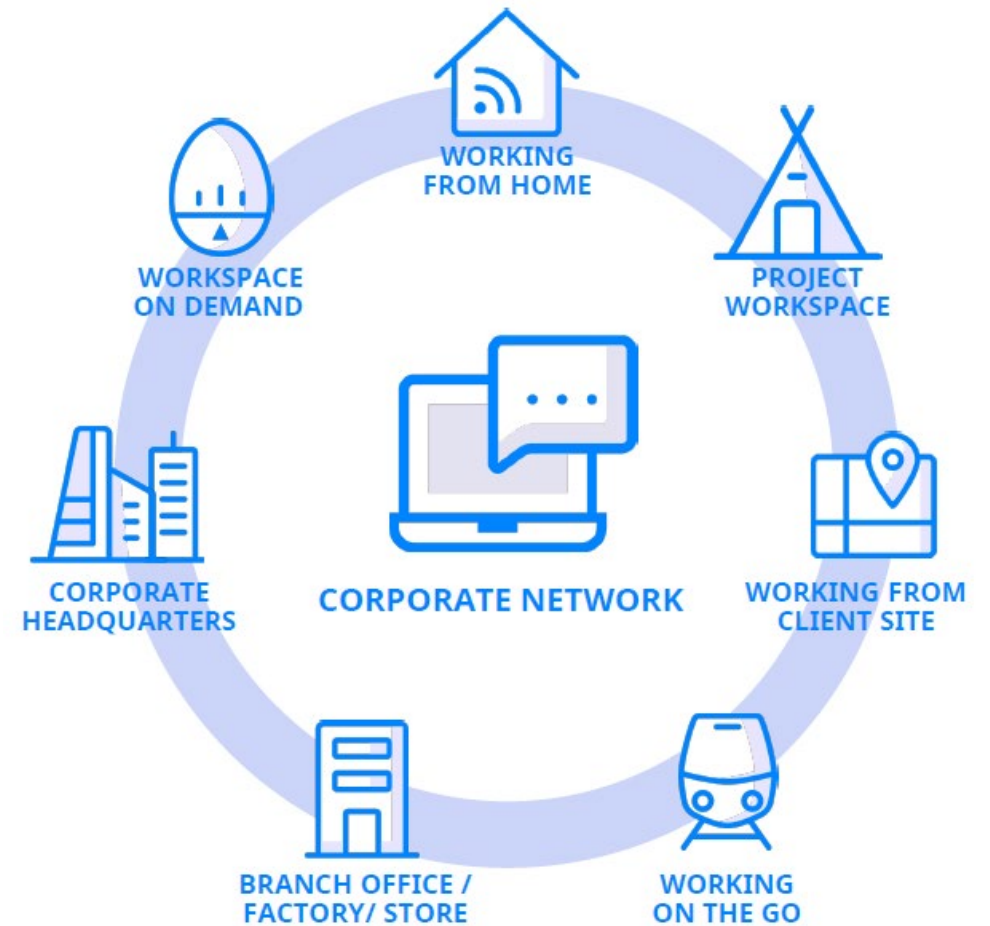 WORKING
FROM HOME
PROJECT
WORKSPACE
WORKING FROM
CLIENT SITE
WORKING
ON THE GO
BRANCH OFFICE /
FACTORY/ STORE
CORPORATE
HEADQUARTERS
WORKSPACE
ON DEMAND
CORPORATE NETWORK